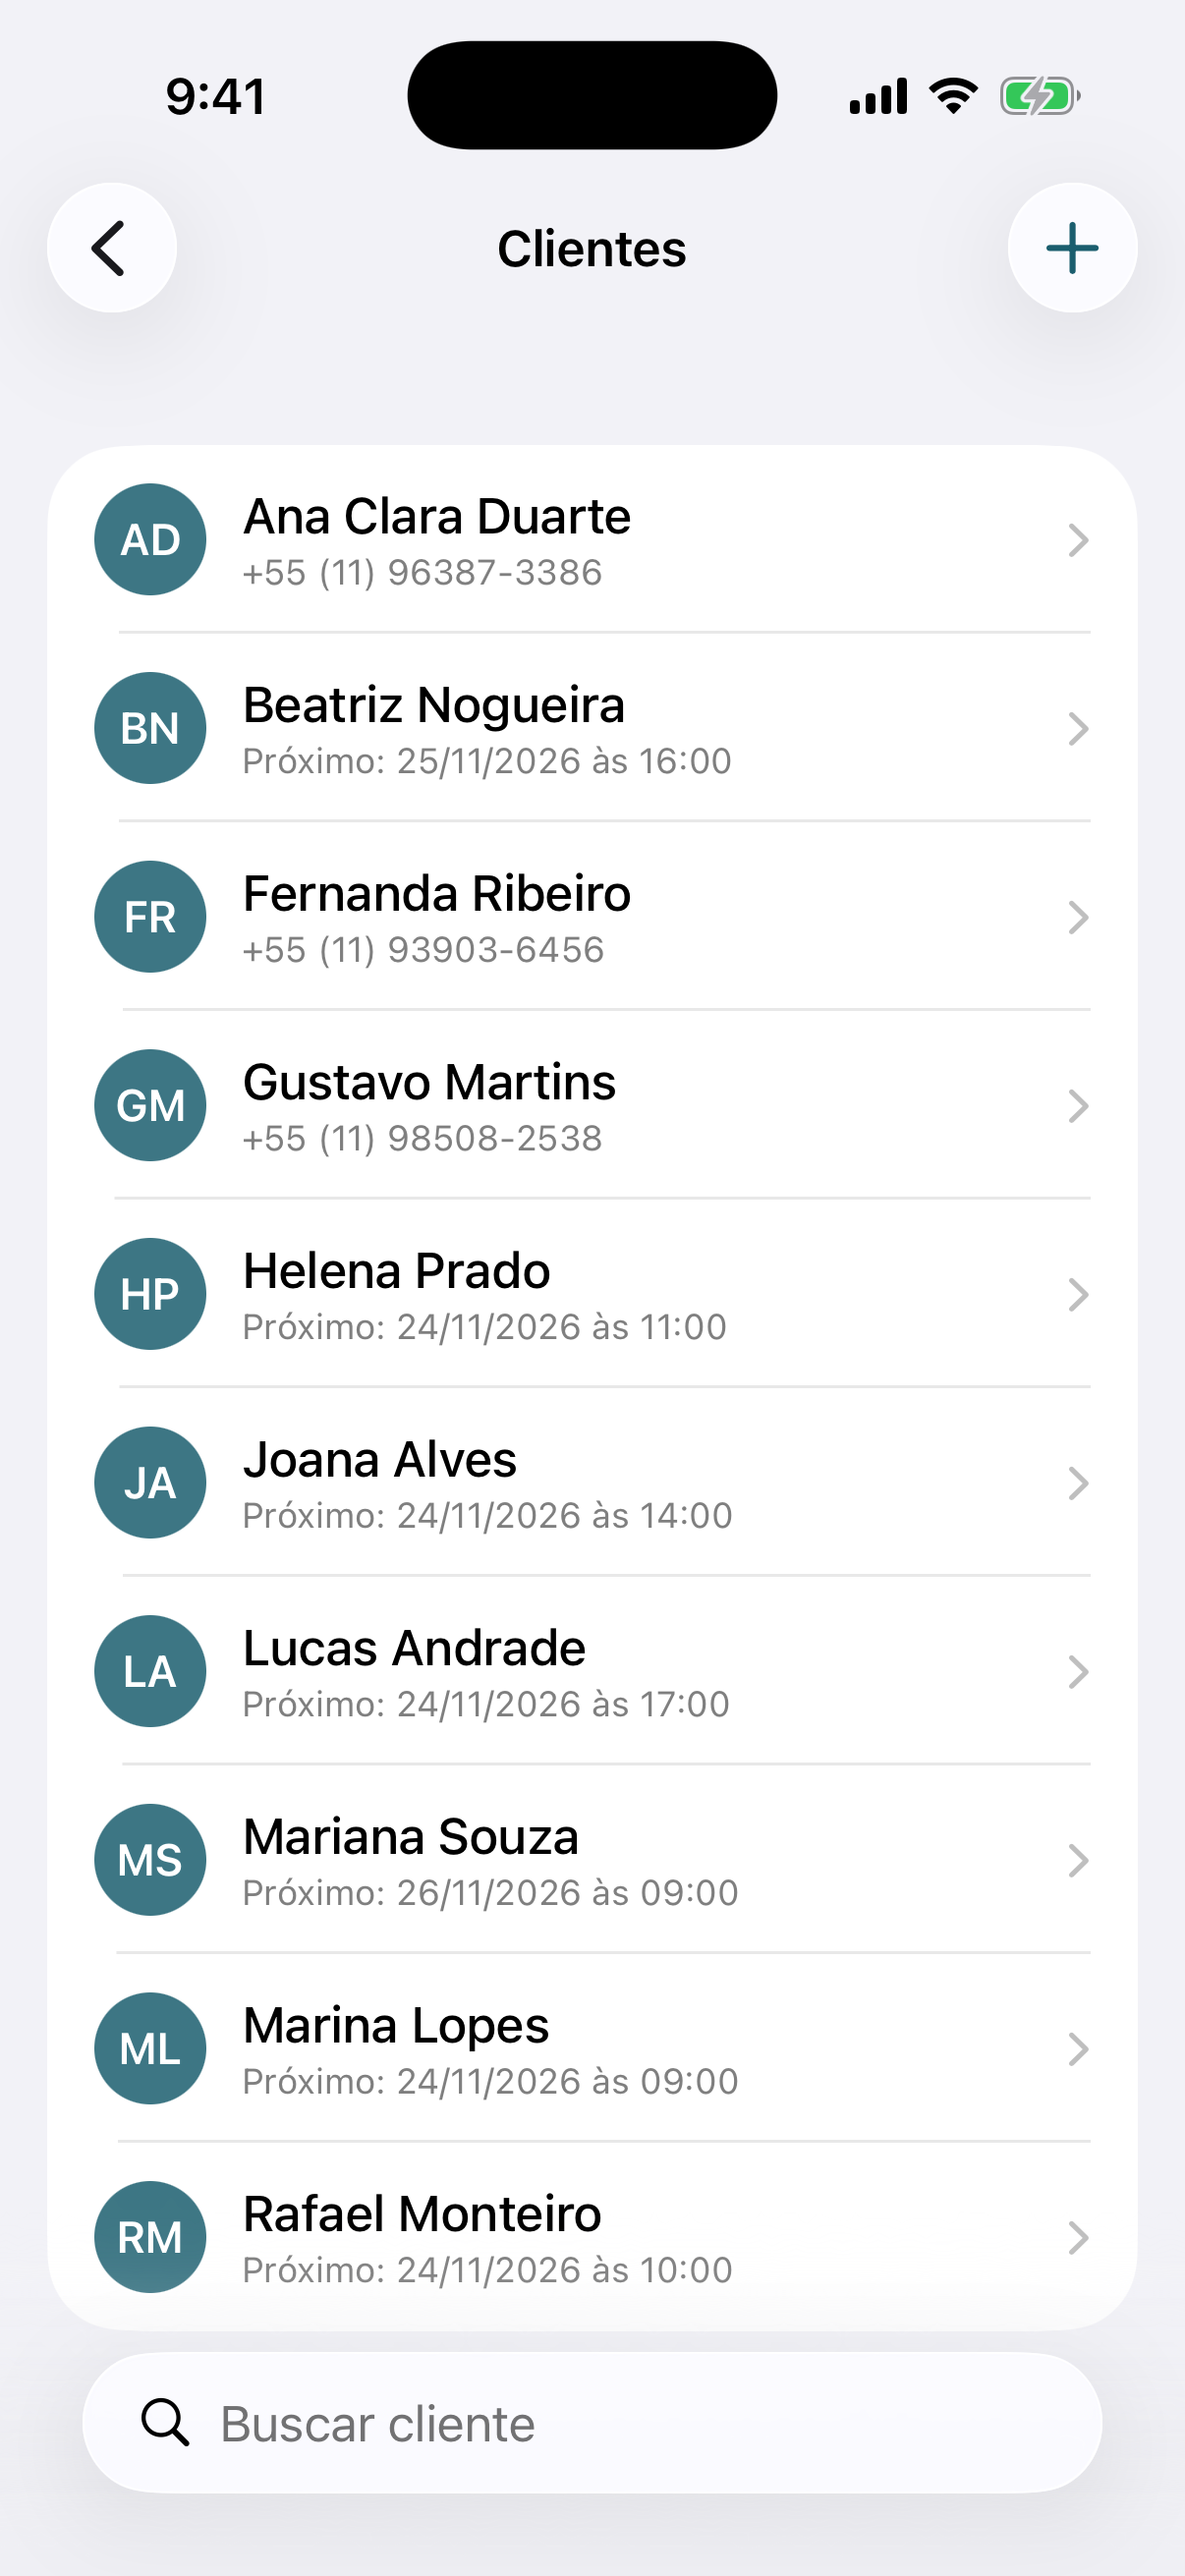 9:41
Clientes
AD
Ana Clara Duarte
+55 (11) 96387-3386
BN
Beatriz Nogueira
Próximo: 25/11/2026 às 16:00
FR
Fernanda Ribeiro
+55 (11) 93903-6456
GM
Gustavo Martins
+55 (11) 98508-2538
HP
Helena Prado
Próximo: 24/11/2026 às 11:00
JA
Joana Alves
Próximo: 24/11/2026 às 14:00
LA
Lucas Andrade
Próximo: 24/11/2026 às 17:00
MS
Mariana Souza
Próximo: 26/11/2026 às 09:00
ML
Marina Lopes
Próximo: 24/11/2026 às 09:00
RM
Rafael Monteiro
Próximo: 24/11/2026 às 10:00
Buscar cliente